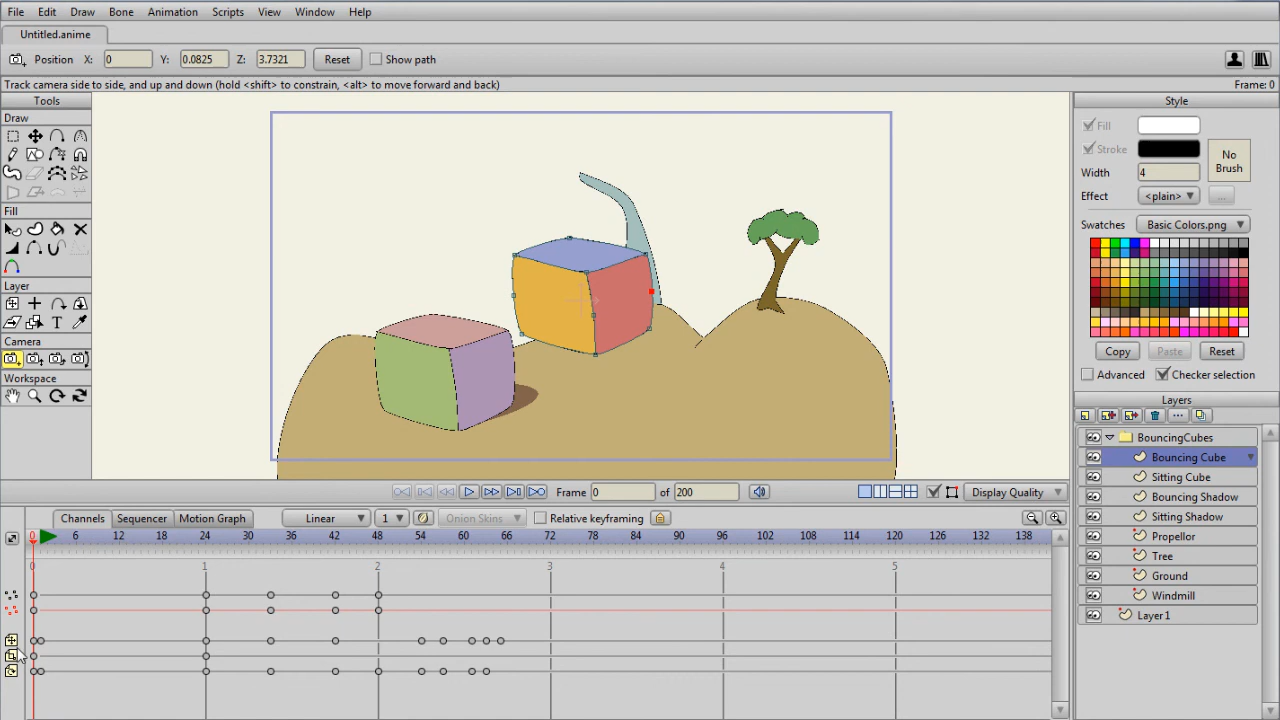 File Edit Draw Bone Animation Scripts View Window Help
Untitled.anime
Position X: 0 Y: 0.0825 Z: 3.7321 Reset Show path
Track camera side to side, and up and down (hold <shift> to constrain, <alt> to move forward and back) Frame: 0
Tools
Draw
Fill
Layer
Camera
Workspace
Style
Fill
Stroke
No Brush
Width 4
Effect <plain> ...
Swatches Basic Colors.png
Copy Paste Reset
Advanced Checker selection
Layers
BouncingCubes
Bouncing Cube
Sitting Cube
Bouncing Shadow
Sitting Shadow
Propellor
Tree
Ground
Windmill
Layer1
Frame 0 of 200 Display Quality
Channels Sequencer Motion Graph Linear 1 Onion Skins Relative keyframing
0 6 12 18 24 30 36 42 48 54 60 66 72 78 84 90 96 102 108 114 120 126 132 138
0 1 2 3 4 5